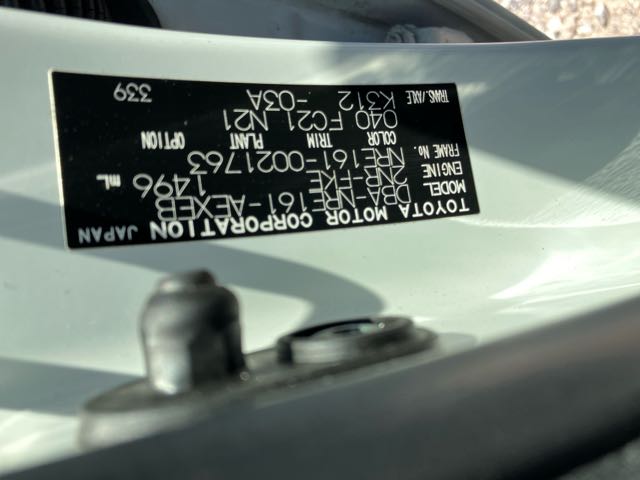 TOYOTA MOTOR CORPORATION JAPAN
MODEL DBA-NRE161-AEXEB
ENGINE 2NR-FKE 1496 mL
FRAME No. NRE161-0021763
COLOR TRIM PLANT OPTION
040 FC21 N21
TRANS./AXLE K312 -03A
339